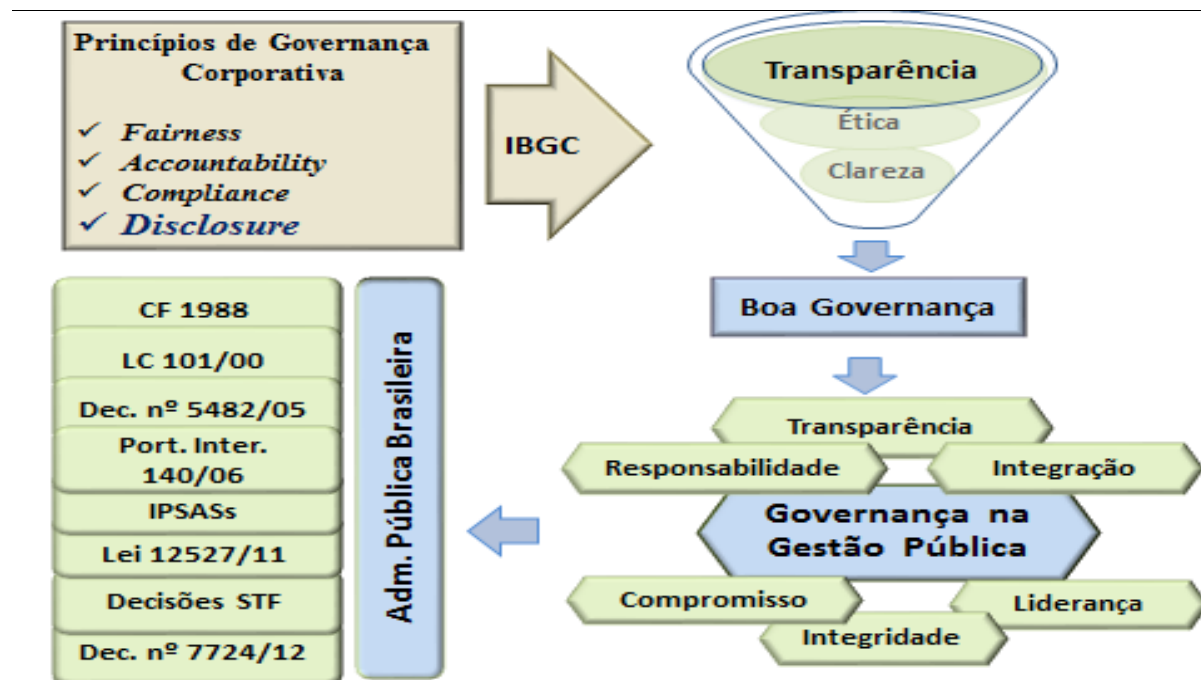 Princípios de Governança
Corporativa
✓ Fairness
✓ Accountability
✓ Compliance
✓ Disclosure
IBGC
Transparência
Ética
Clareza
Boa Governança
Transparência
Responsabilidade
Integração
Governança na
Gestão Pública
Compromisso
Liderança
Integridade
Adm. Pública Brasileira
CF 1988
LC 101/00
Dec. nº 5482/05
Port. Inter.
140/06
IPSASs
Lei 12527/11
Decisões STF
Dec. nº 7724/12